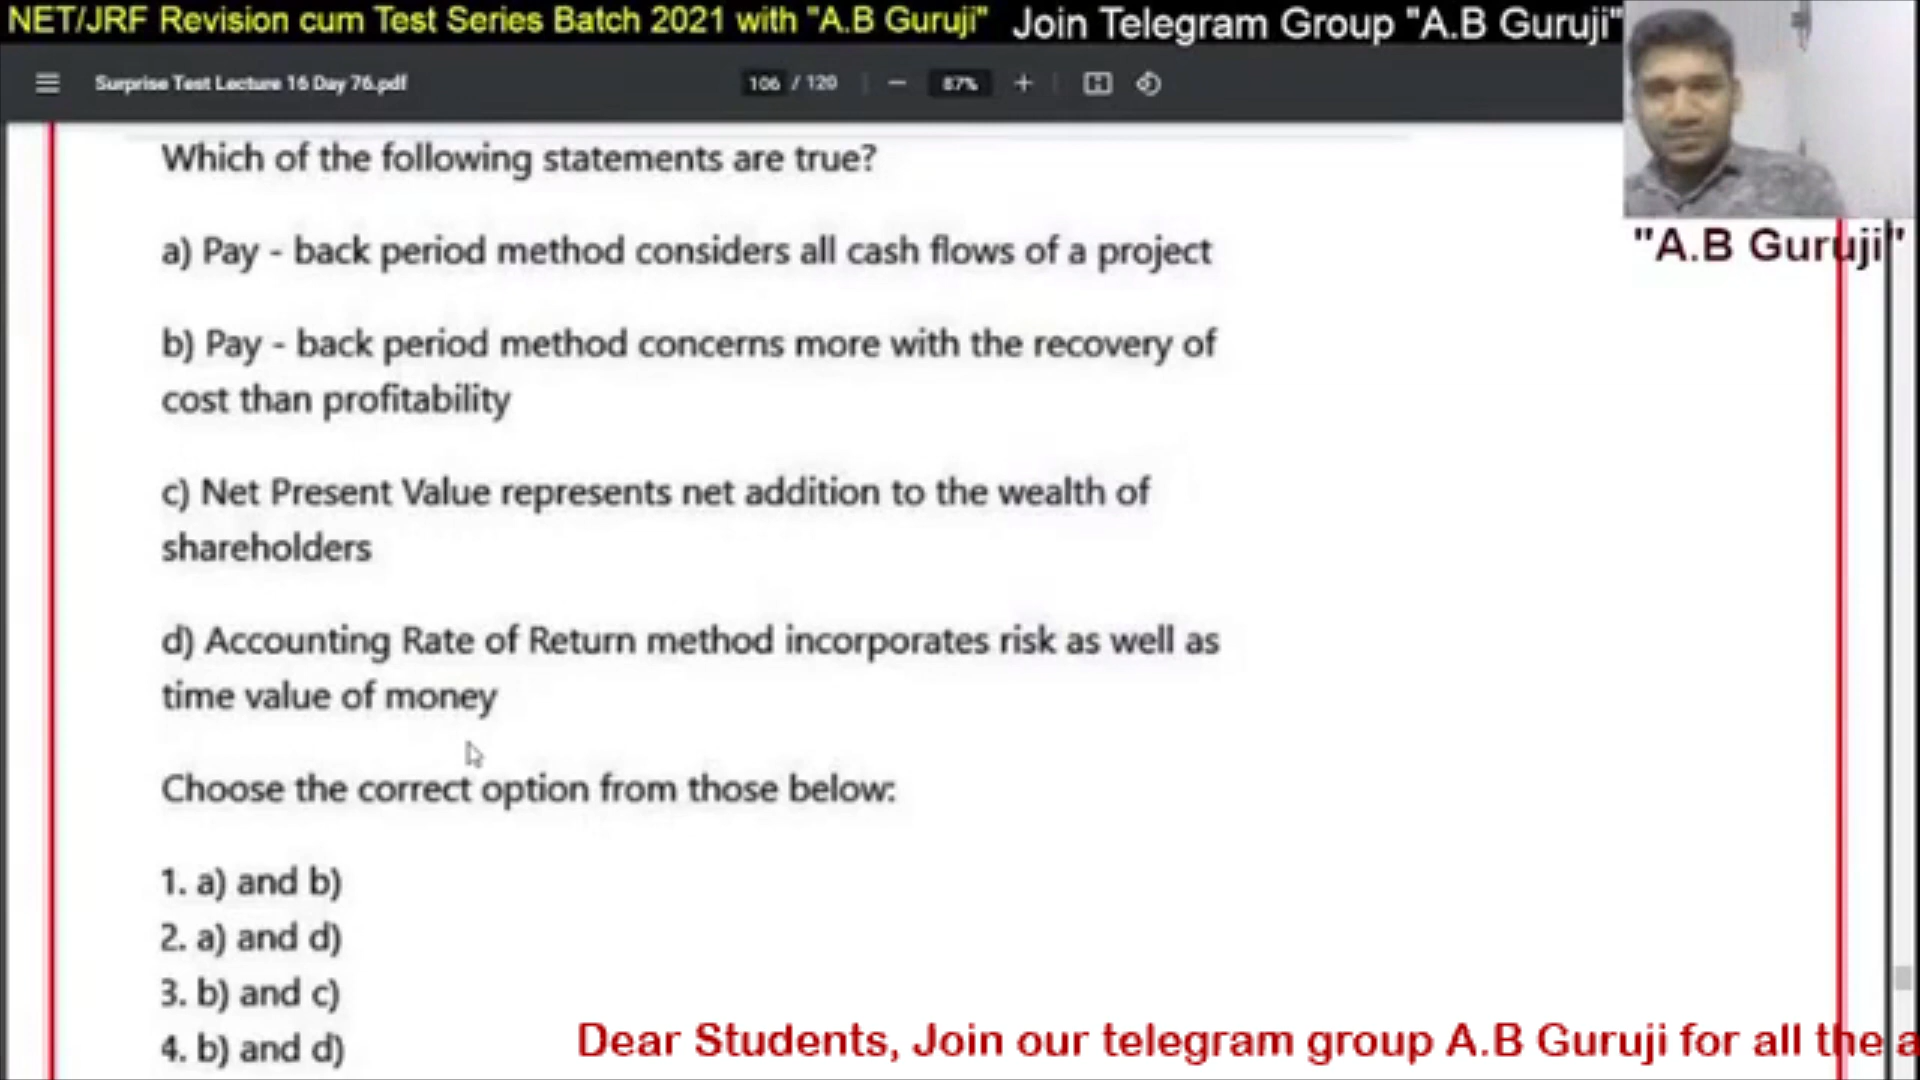 NET/JRF Revision cum Test Series Batch 2021 with "A.B Guruji" Join Telegram Group "A.B Guruji"
Surprise Test Lecture 16 Day 76.pdf 106 / 120 − 87% +
"A.B Guruji"
Which of the following statements are true?
a) Pay - back period method considers all cash flows of a project
b) Pay - back period method concerns more with the recovery of
cost than profitability
c) Net Present Value represents net addition to the wealth of
shareholders
d) Accounting Rate of Return method incorporates risk as well as
time value of money
Choose the correct option from those below:
1. a) and b)
2. a) and d)
3. b) and c)
4. b) and d)
Dear Students, Join our telegram group A.B Guruji for all the a